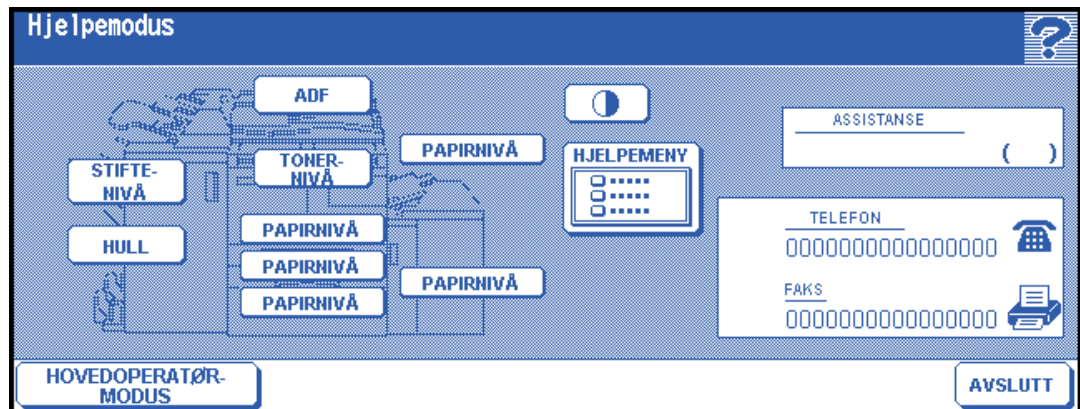 Hjelpemodus
?
ADF
PAPIRNIVÅ
STIFTE-
NIVÅ
TONER-
NIVÅ
HULL
PAPIRNIVÅ
PAPIRNIVÅ
PAPIRNIVÅ
PAPIRNIVÅ
HJELPEMENY
ASSISTANSE
( )
TELEFON
0000000000000000
FAKS
0000000000000000
HOVEDOPERATØR-
MODUS
AVSLUTT